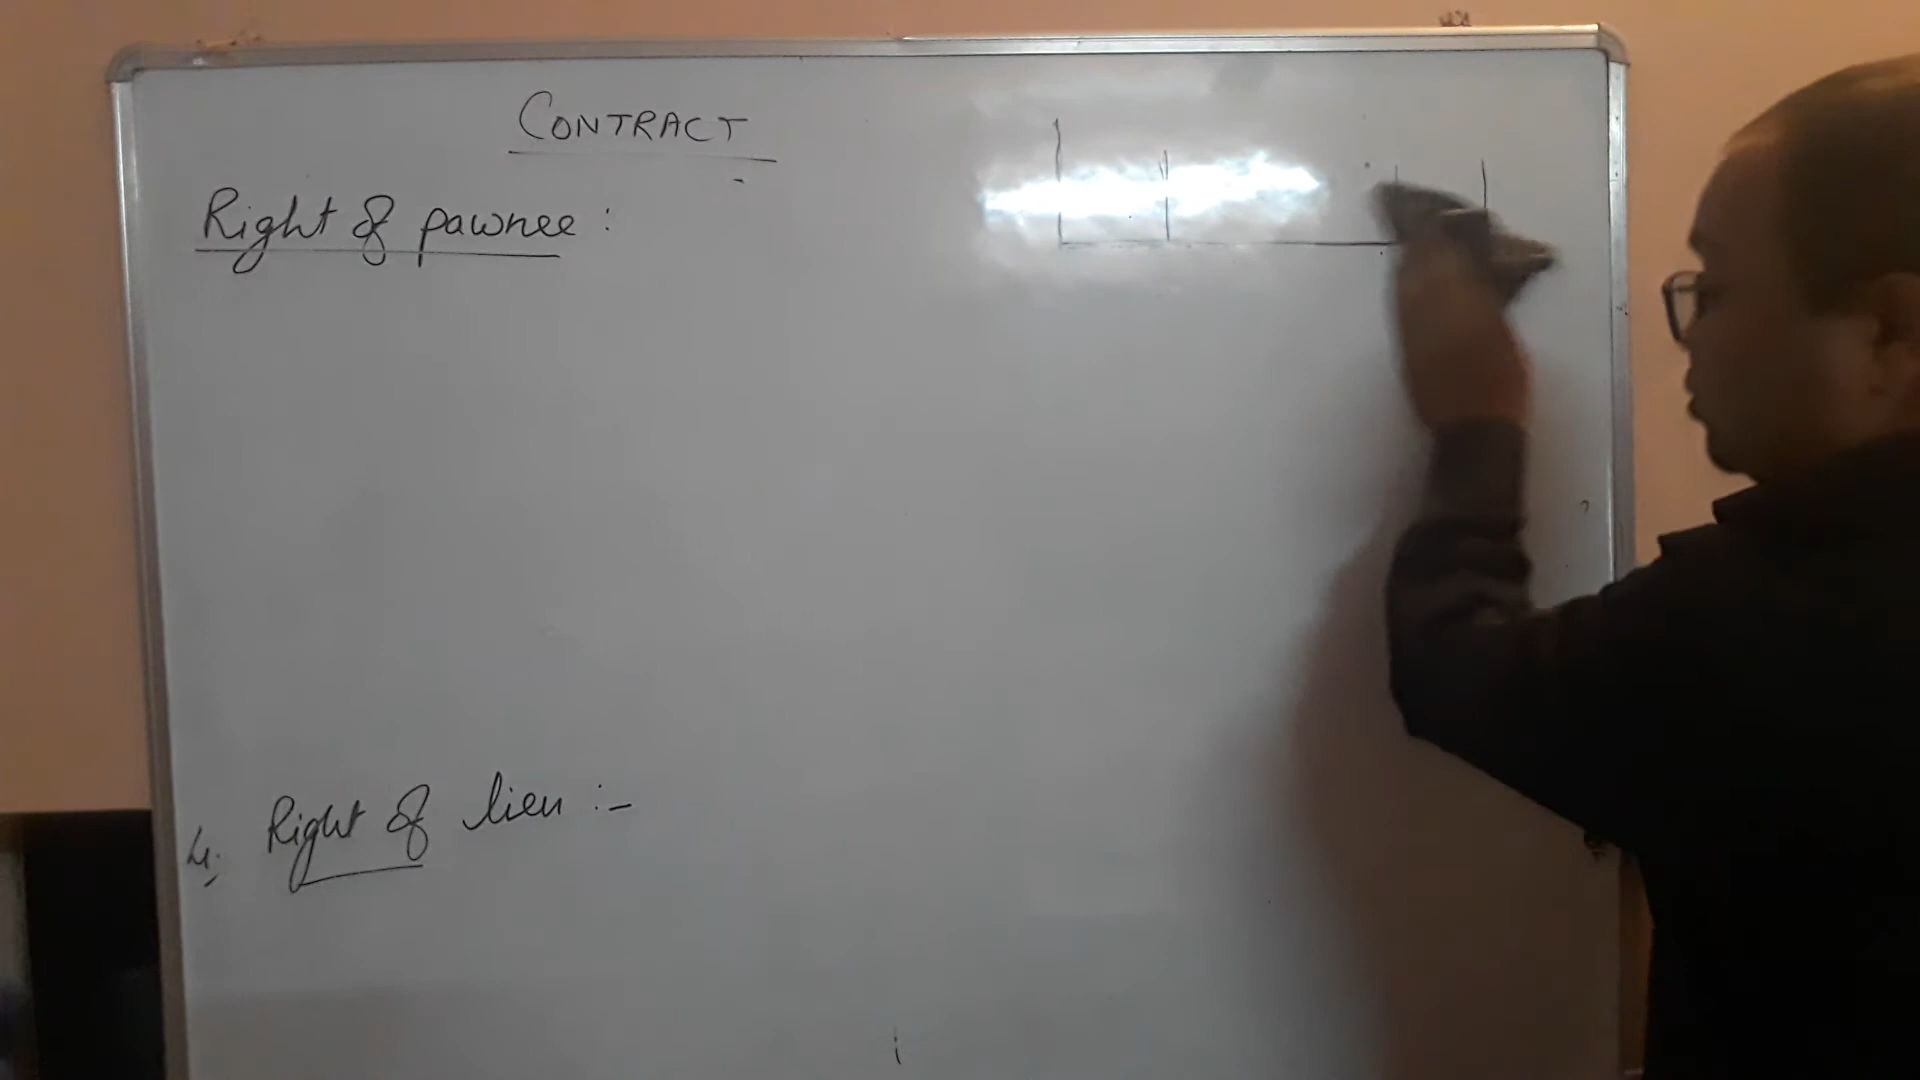 CONTRACT
Right of pawnee :
4. Right of lien :-